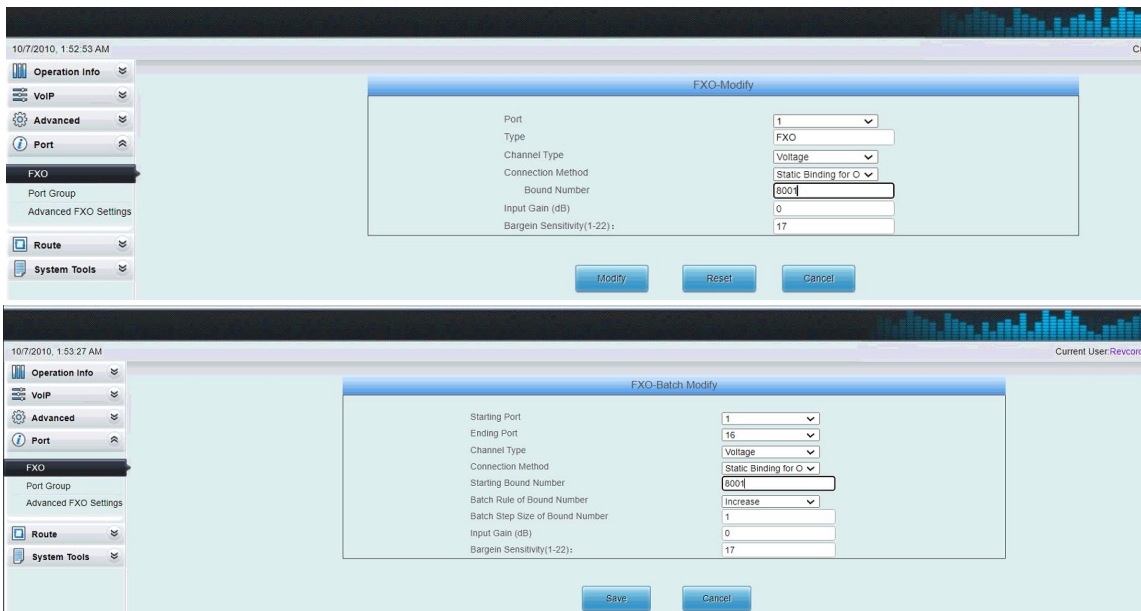 10/7/2010, 1:52:53 AM
Operation Info
VoIP
Advanced
Port
FXO
Port Group
Advanced FXO Settings
Route
System Tools
FXO-Modify
Port 1
Type FXO
Channel Type Voltage
Connection Method Static Binding for O
Bound Number 8001
Input Gain (dB) 0
Bargein Sensitivity(1-22): 17
Modify Reset Cancel
10/7/2010, 1:53:27 AM
Current User:Revcord
Operation Info
VoIP
Advanced
Port
FXO
Port Group
Advanced FXO Settings
Route
System Tools
FXO-Batch Modify
Starting Port 1
Ending Port 16
Channel Type Voltage
Connection Method Static Binding for O
Starting Bound Number 8001
Batch Rule of Bound Number Increase
Batch Step Size of Bound Number 1
Input Gain (dB) 0
Bargein Sensitivity(1-22): 17
Save Cancel